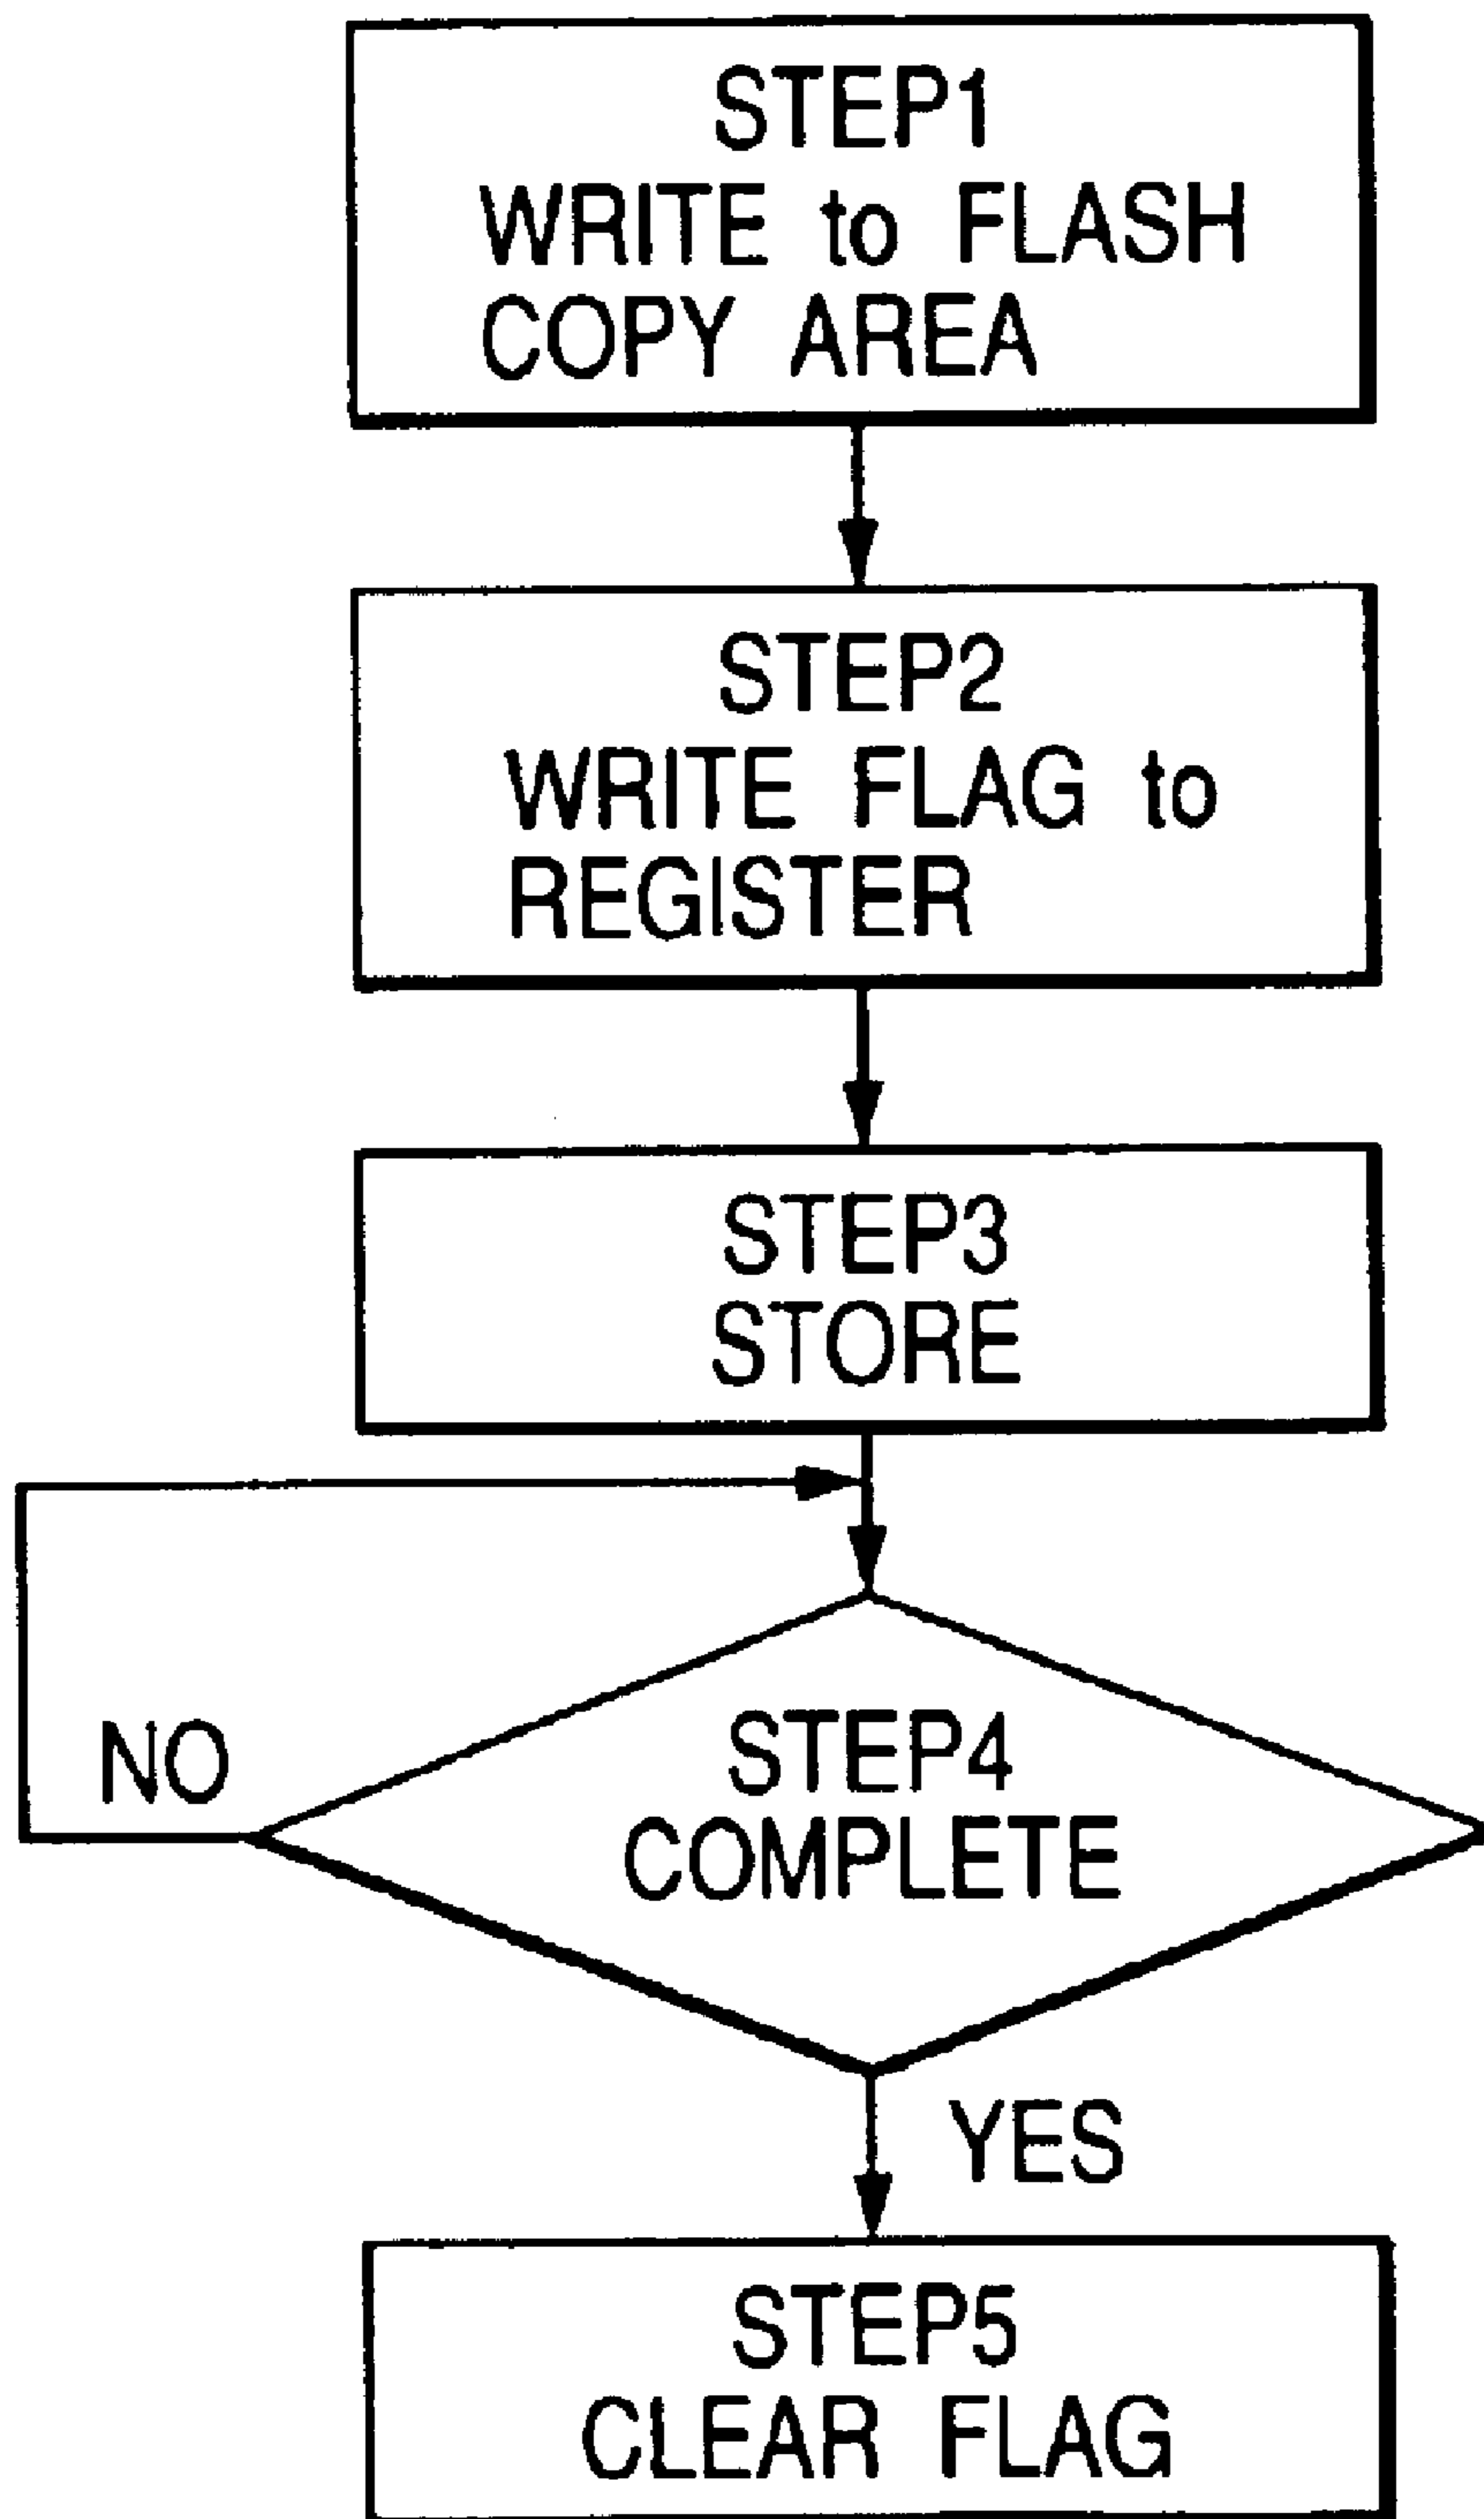 STEP1
WRITE to FLASH
COPY AREA
STEP2
WRITE FLAG to
REGISTER
STEP3
STORE
NO
STEP4
COMPLETE
YES
STEP5
CLEAR FLAG